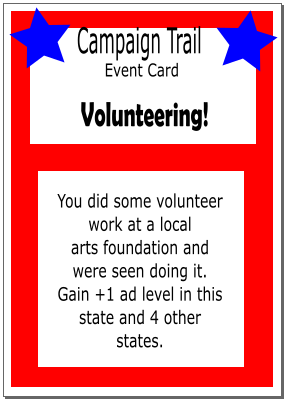 Campaign Trail
Event Card
Volunteering!
You did some volunteer
work at a local
arts foundation and
were seen doing it.
Gain +1 ad level in this
state and 4 other
states.